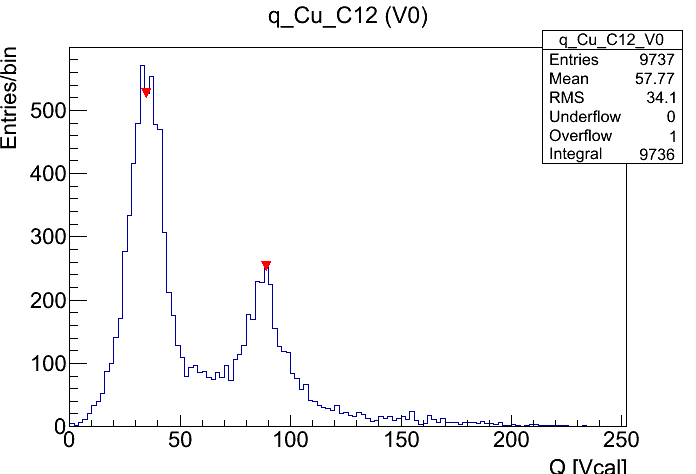 q_Cu_C12 (V0)
q_Cu_C12_V0
Entries 9737
Mean 57.77
RMS 34.1
Underflow 0
Overflow 1
Integral 9736
Entries/bin
500
400
300
200
100
0
0 50 100 150 200 250
Q [Vcal]